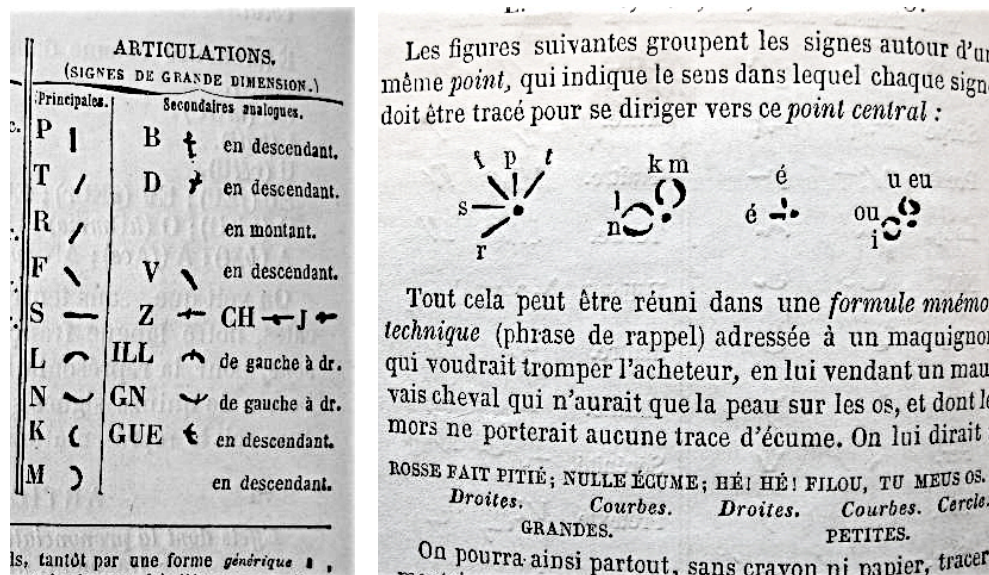 ARTICULATIONS.
(SIGNES DE GRANDE DIMENSION.)
Principales. Secondaires analogues.
P B en descendant.
T D en descendant.
R en montant.
F V en descendant.
S Z CH J
L ILL de gauche à dr.
N GN de gauche à dr.
K GUE en descendant.
M en descendant.
ls, tantôt par une forme générique
Les figures suivantes groupent les signes autour d'un
même point, qui indique le sens dans lequel chaque signe
doit être tracé pour se diriger vers ce point central :
f p t
s
r
k m
l
n
é
é
u eu
ou
i
Tout cela peut être réuni dans une formule mnémo
technique (phrase de rappel) adressée à un maquignon
qui voudrait tromper l'acheteur, en lui vendant un mau
vais cheval qui n'aurait que la peau sur les os, et dont le
mors ne porterait aucune trace d'écume. On lui dirait :
ROSSE FAIT PITIÉ; NULLE ÉCUME; HÉ! HÉ! FILOU, TU MEUS OS.
Droites. Courbes. Droites. Courbes. Cercle.
GRANDES. PETITES.
On pourra ainsi partout, sans crayon ni papier, tracer